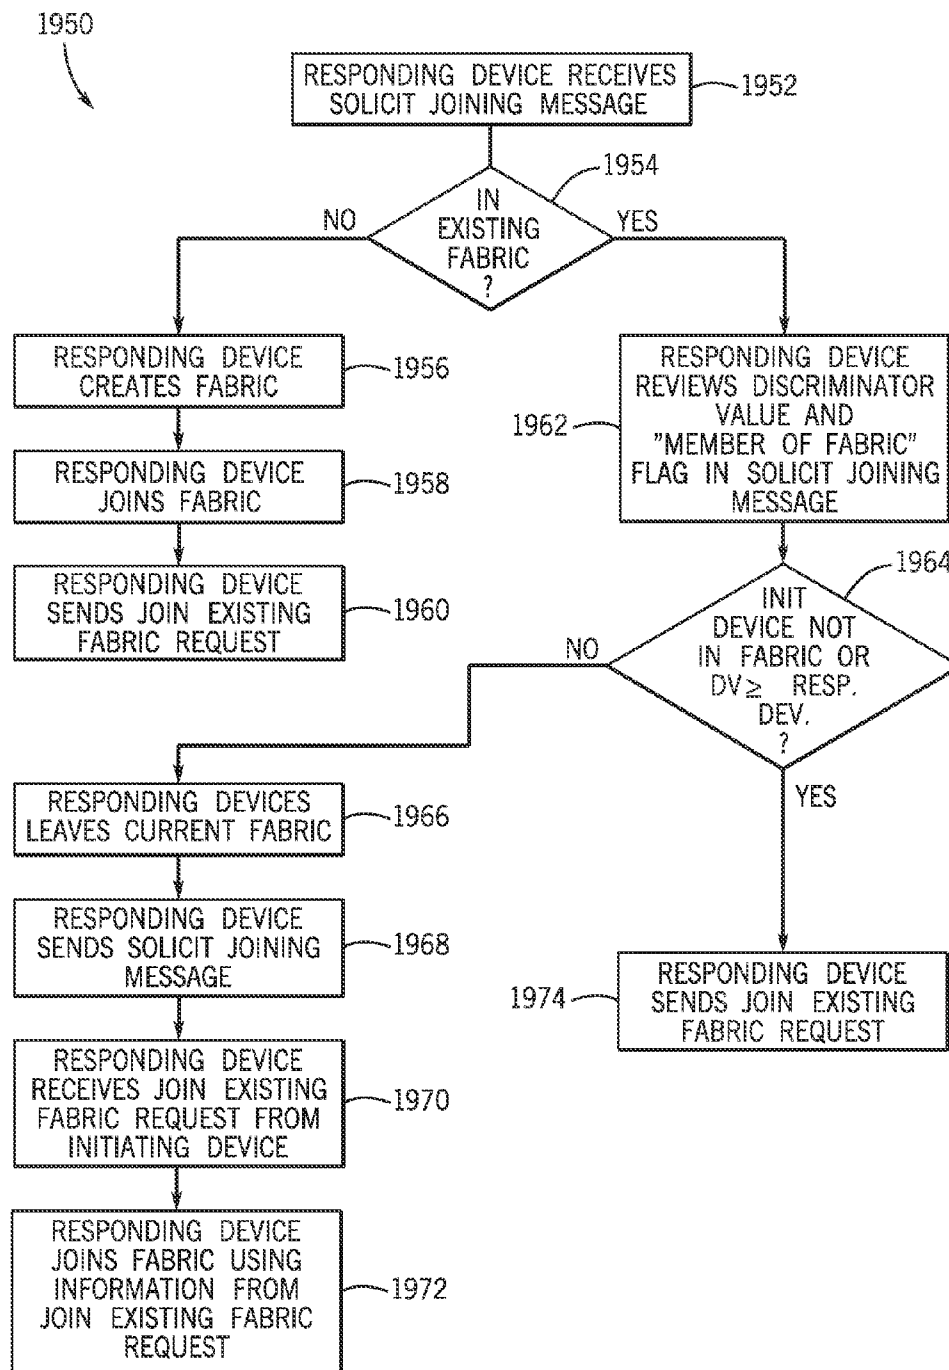 1950
RESPONDING DEVICE RECEIVES
SOLICIT JOINING MESSAGE
1952
1954
IN
EXISTING
FABRIC
?
NO
YES
RESPONDING DEVICE
CREATES FABRIC
1956
RESPONDING DEVICE
JOINS FABRIC
1958
RESPONDING DEVICE
SENDS JOIN EXISTING
FABRIC REQUEST
1960
RESPONDING DEVICE
REVIEWS DISCRIMINATOR
VALUE AND
"MEMBER OF FABRIC"
FLAG IN SOLICIT JOINING
MESSAGE
1962
1964
INIT
DEVICE NOT
IN FABRIC OR
DV≥ RESP.
DEV.
?
NO
YES
RESPONDING DEVICES
LEAVES CURRENT FABRIC
1966
RESPONDING DEVICE
SENDS SOLICIT JOINING
MESSAGE
1968
RESPONDING DEVICE
RECEIVES JOIN EXISTING
FABRIC REQUEST FROM
INITIATING DEVICE
1970
RESPONDING DEVICE
JOINS FABRIC USING
INFORMATION FROM
JOIN EXISTING FABRIC
REQUEST
1972
RESPONDING DEVICE
SENDS JOIN EXISTING
FABRIC REQUEST
1974